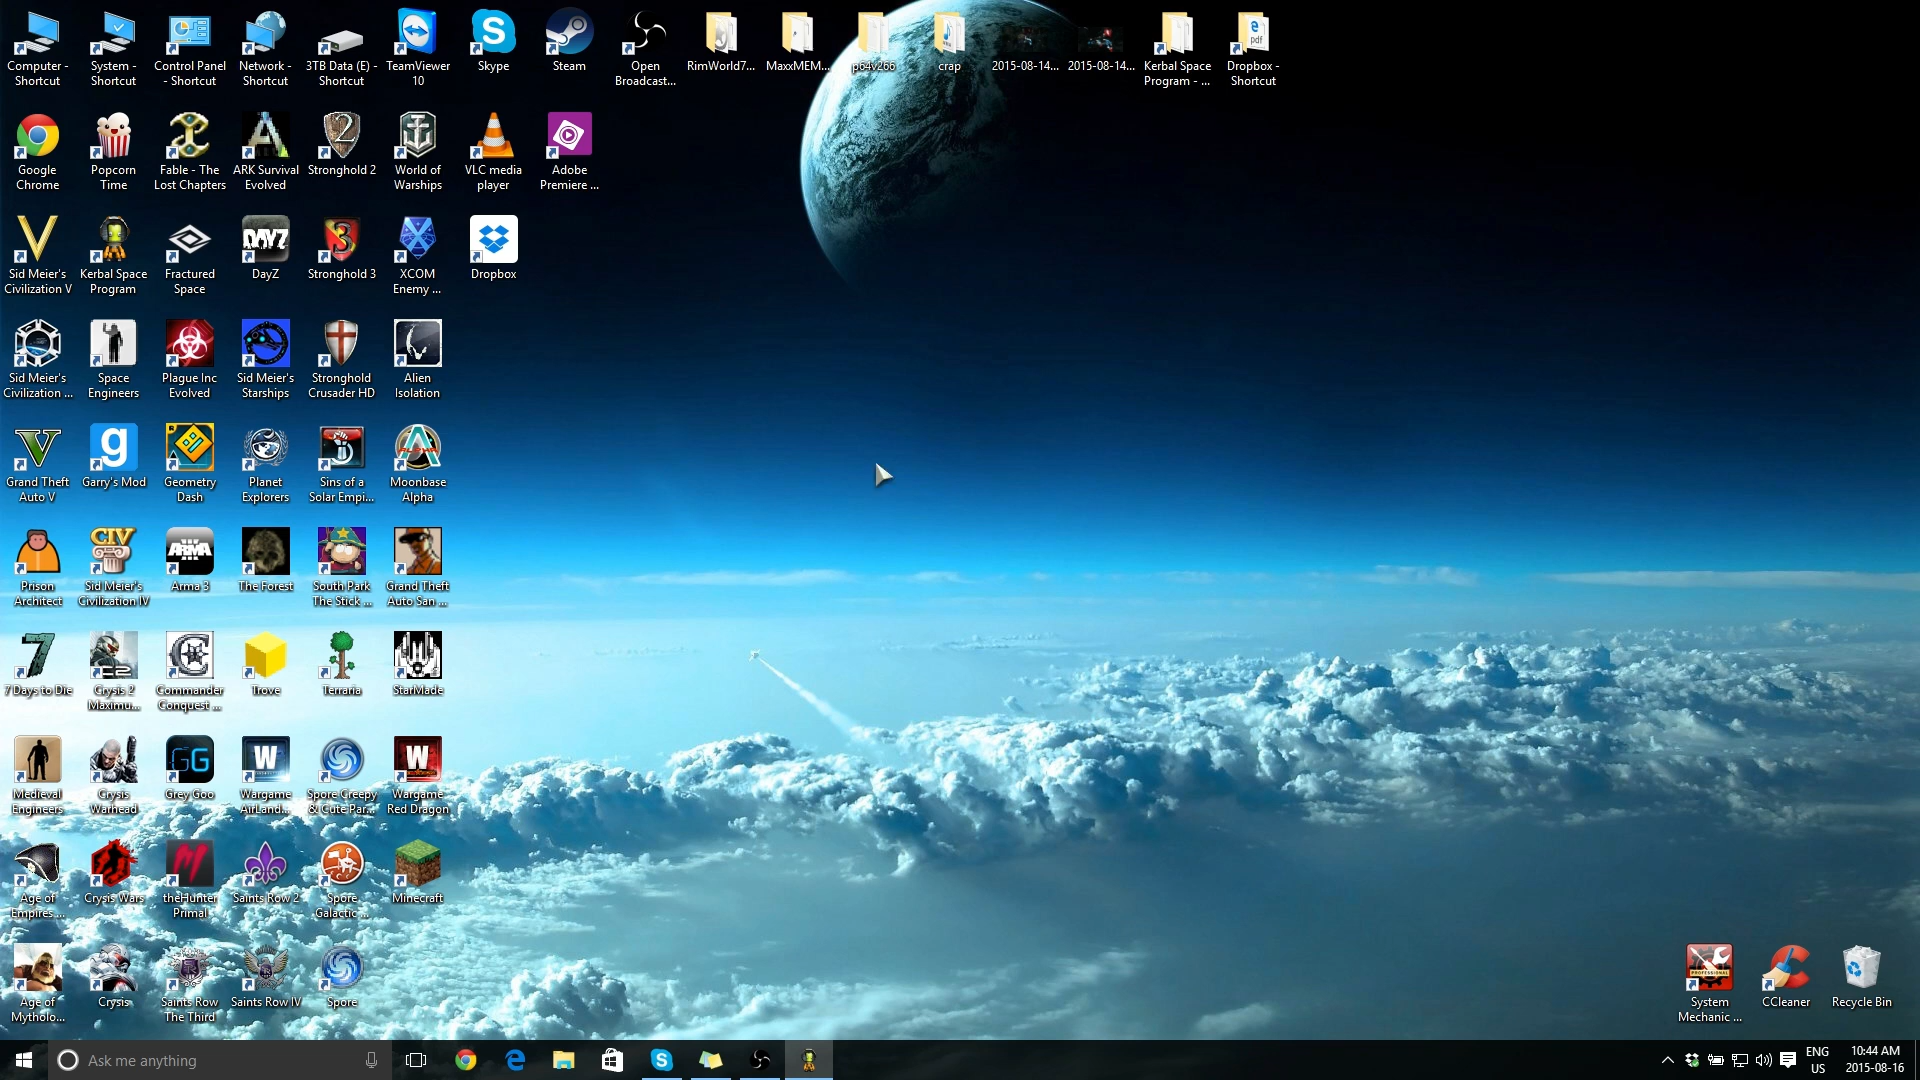 Computer -
Shortcut
System -
Shortcut
Control Panel
- Shortcut
Network -
Shortcut
3TB Data (E) -
Shortcut
TeamViewer
10
Skype
Steam
Open
Broadcast...
RimWorld7...
MaxxMEM...
p64v266
crap
2015-08-14...
2015-08-14...
Kerbal Space
Program - ...
Dropbox -
Shortcut
Google
Chrome
Popcorn
Time
Fable - The
Lost Chapters
ARK Survival
Evolved
Stronghold 2
World of
Warships
VLC media
player
Adobe
Premiere ...
Sid Meier's
Civilization V
Kerbal Space
Program
Fractured
Space
DayZ
Stronghold 3
XCOM
Enemy ...
Dropbox
Sid Meier's
Civilization ...
Space
Engineers
Plague Inc
Evolved
Sid Meier's
Starships
Stronghold
Crusader HD
Alien
Isolation
Grand Theft
Auto V
Garry's Mod
Geometry
Dash
Planet
Explorers
Sins of a
Solar Empi...
Moonbase
Alpha
Prison
Architect
Sid Meier's
Civilization IV
Arma 3
The Forest
South Park
The Stick ...
Grand Theft
Auto San ...
7 Days to Die
Crysis 2
Maximu...
Commander
Conquest ...
Trove
Terraria
StarMade
Medieval
Engineers
Crysis
Warhead
Grey Goo
Wargame
AirLand...
Spore Creepy
& Cute Par...
Wargame
Red Dragon
Age of
Empires ...
Crysis Wars
theHunter
Primal
Saints Row 2
Spore
Galactic ...
Minecraft
Age of
Mytholo...
Crysis
Saints Row
The Third
Saints Row IV
Spore
System
Mechanic ...
CCleaner
Recycle Bin
Ask me anything
ENG
US
10:44 AM
2015-08-16